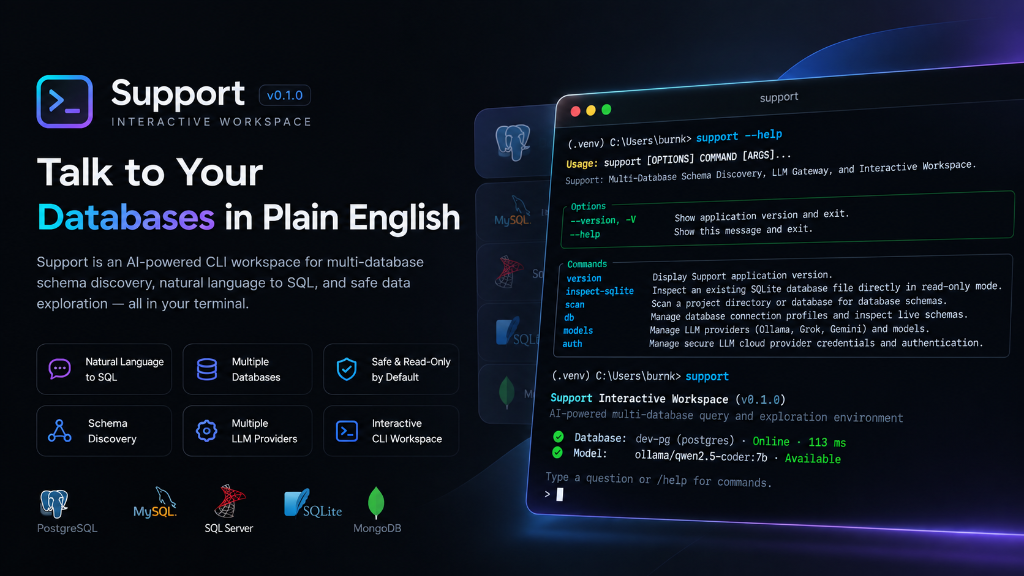 Support v0.1.0
INTERACTIVE WORKSPACE
Talk to Your
Databases in Plain English
Support is an AI-powered CLI workspace for multi-database
schema discovery, natural language to SQL, and safe data
exploration — all in your terminal.
Natural Language
to SQL
Multiple
Databases
Safe & Read-Only
by Default
Schema
Discovery
Multiple
LLM Providers
Interactive
CLI Workspace
PostgreSQL
MySQL
SQL Server
SQLite
MongoDB
MySQL
SQL
support
(.venv) C:\Users\burnk> support --help
Usage: support [OPTIONS] COMMAND [ARGS]...
Support: Multi-Database Schema Discovery, LLM Gateway, and Interactive Workspace.
Options
--version, -V Show application version and exit.
--help Show this message and exit.
Commands
version Display Support application version.
inspect-sqlite Inspect an existing SQLite database file directly in read-only mode.
scan Scan a project directory or database for database schemas.
db Manage database connection profiles and inspect live schemas.
models Manage LLM providers (Ollama, Grok, Gemini) and models.
auth Manage secure LLM cloud provider credentials and authentication.
(.venv) C:\Users\burnk> support
Support Interactive Workspace (v0.1.0)
AI-powered multi-database query and exploration environment
Database: dev-pg (postgres) · Online · 113 ms
Model: ollama/qwen2.5-coder:7b · Available
Type a question or /help for commands.
>